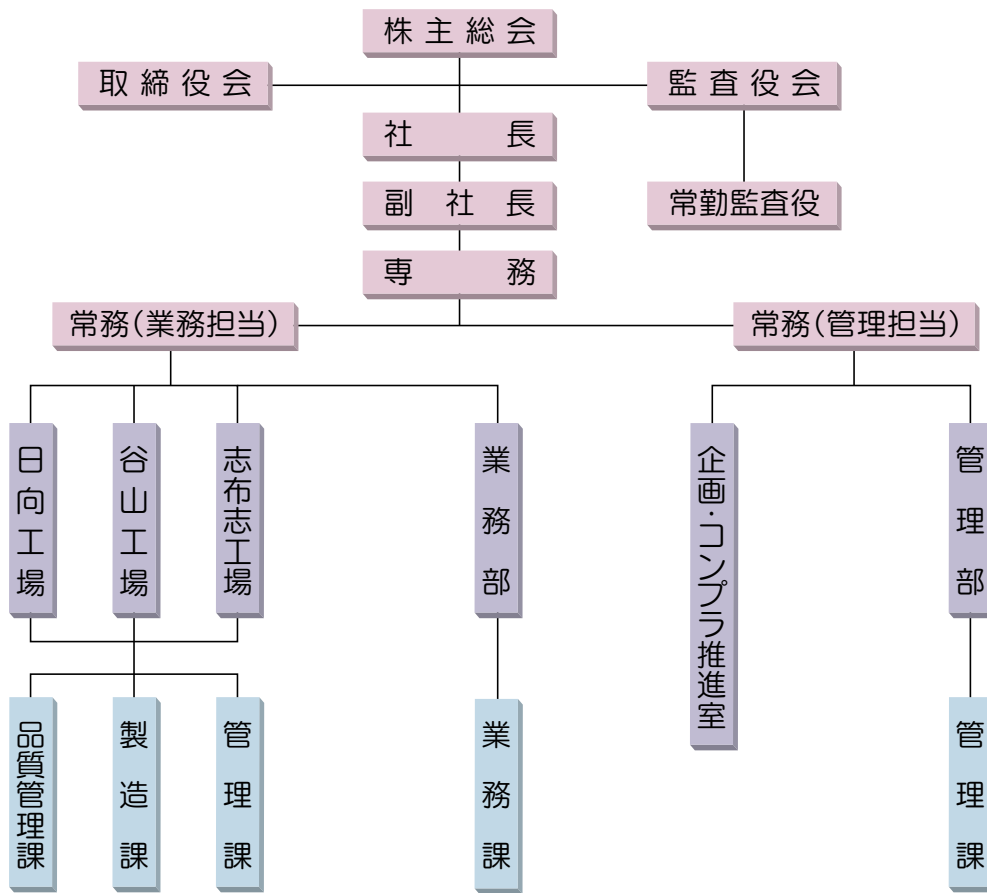 株主総会
取締役会
監査役会
社長
副社長
常勤監査役
専務
常務(業務担当)
常務(管理担当)
日向工場
谷山工場
志布志工場
業務部
企画・コンプラ推進室
管理部
品質管理課
製造課
管理課
業務課
管理課